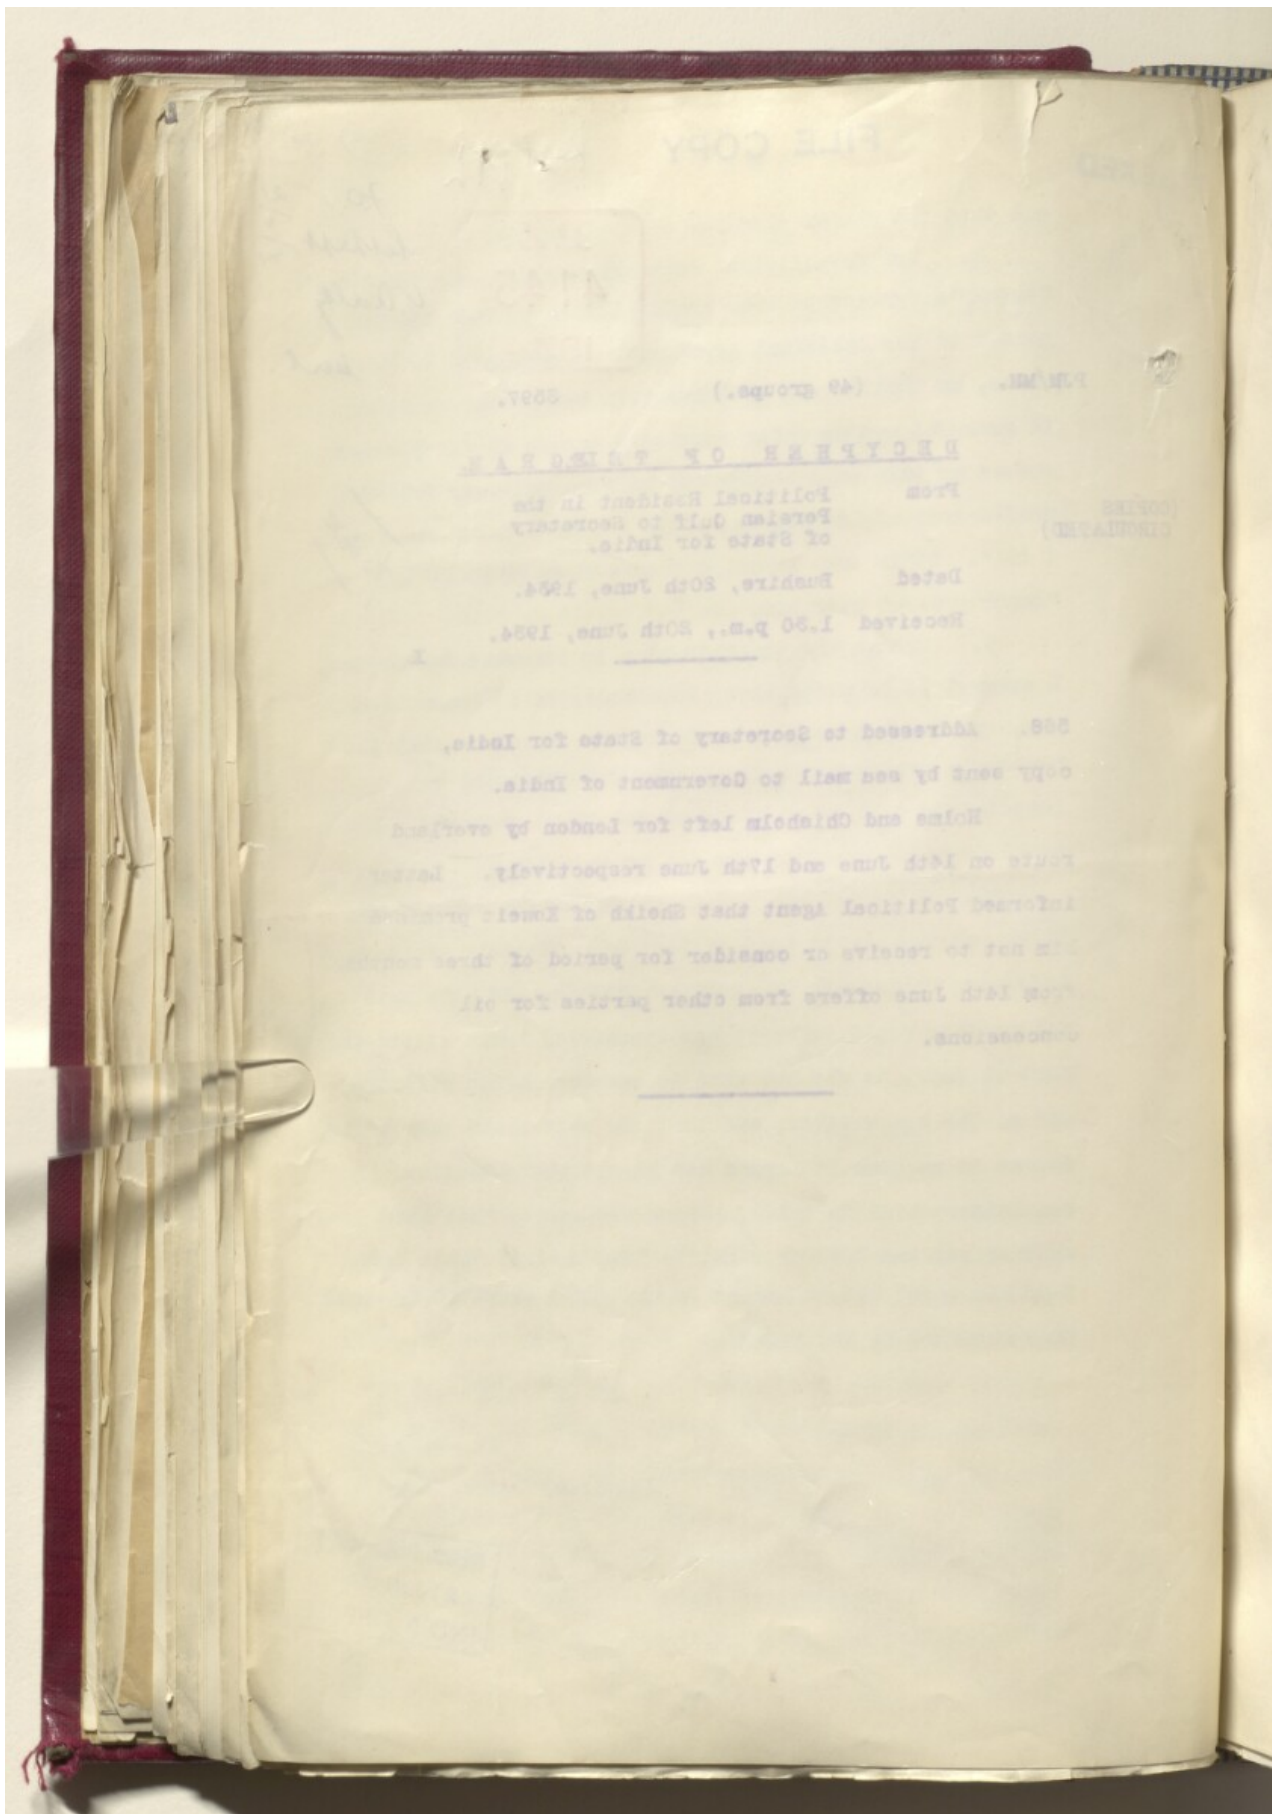 FILE COPY
PJM/MH. (49 groups.)
DECYPHER OF TELEGRAM.
From Political Resident in the
(COPIES Persian Gulf to Secretary
CIRCULATED) of State for India.
Dated Bushire, 20th June, 1934.
Received 1.30 p.m., 20th June, 1934.
X
Addressed to Secretary of State for India,
copy sent by sea mail to Government of India.
Holme and Chisholm left for London by overland
route on 14th June and 17th June respectively. Latter
informed Political Agent that Sheikh of Koweit promised
him not to receive or consider for period of three months
from 14th June offers from other parties for oil
concessions.